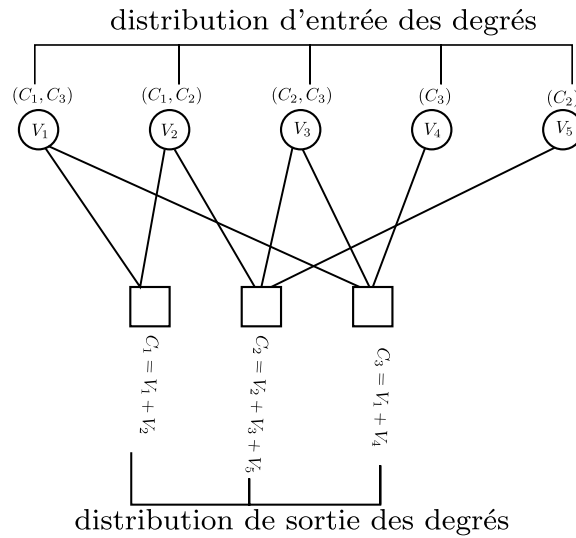 distribution d'entrée des degrés
(C₁, C₃) (C₁, C₂) (C₂, C₃) (C₃) (C₂)
V₁ V₂ V₃ V₄ V₅
C₁ = V₁ + V₂
C₂ = V₂ + V₃ + V₅
C₃ = V₁ + V₄
distribution de sortie des degrés